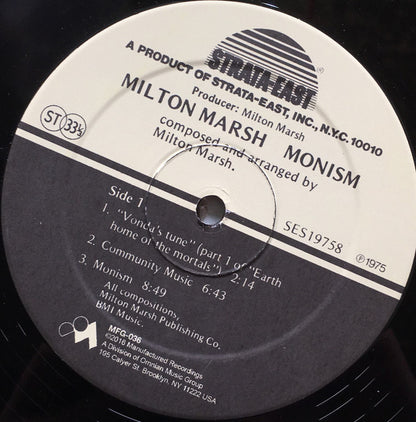 STRATA-EAST
®
A PRODUCT OF STRATA-EAST, INC., N.Y.C. 10010
Producer: Milton Marsh
MILTON MARSH MONISM
composed and arranged by
Milton Marsh.
ST 33⅓
Side 1
SES19758
℗1975
1. "Vonda's tune" (part 1 of "Earth
home of the mortals") 2:14
2. Community Music 6:43
3. Monism 8:49
All compositions,
Milton Marsh Publishing Co.
BMI Music.
MFG-036
©2016 Manufactured Recordings
A Division of Omnian Music Group
195 Calyer St. Brooklyn, NY 11222 USA